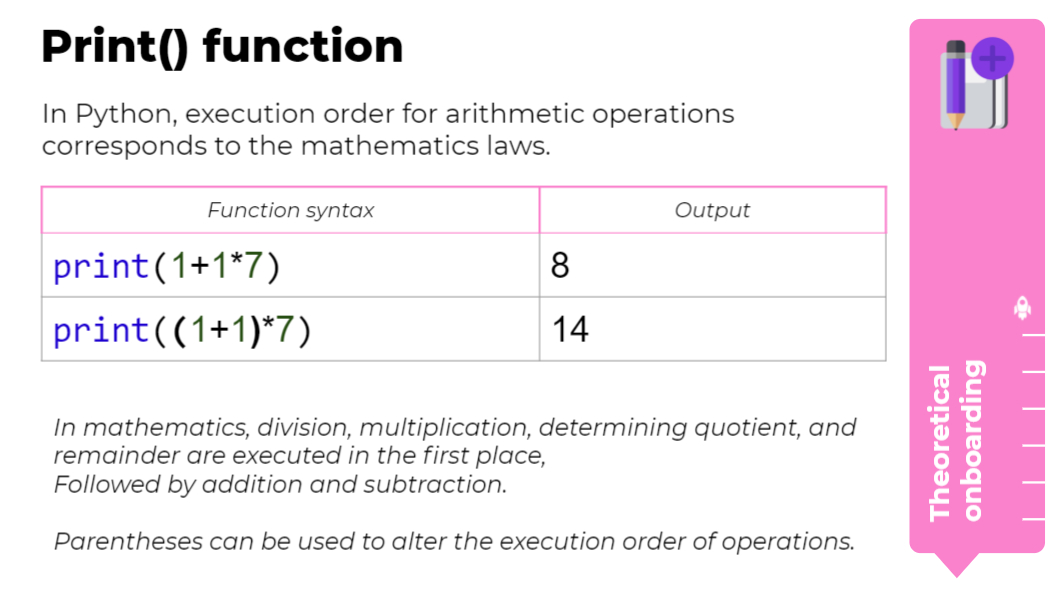 Print() function
In Python, execution order for arithmetic operations
corresponds to the mathematics laws.
Function syntax
Output
print(1+1*7)
8
print((1+1)*7)
14
In mathematics, division, multiplication, determining quotient, and
remainder are executed in the first place,
Followed by addition and subtraction.
Parentheses can be used to alter the execution order of operations.
Theoretical
onboarding